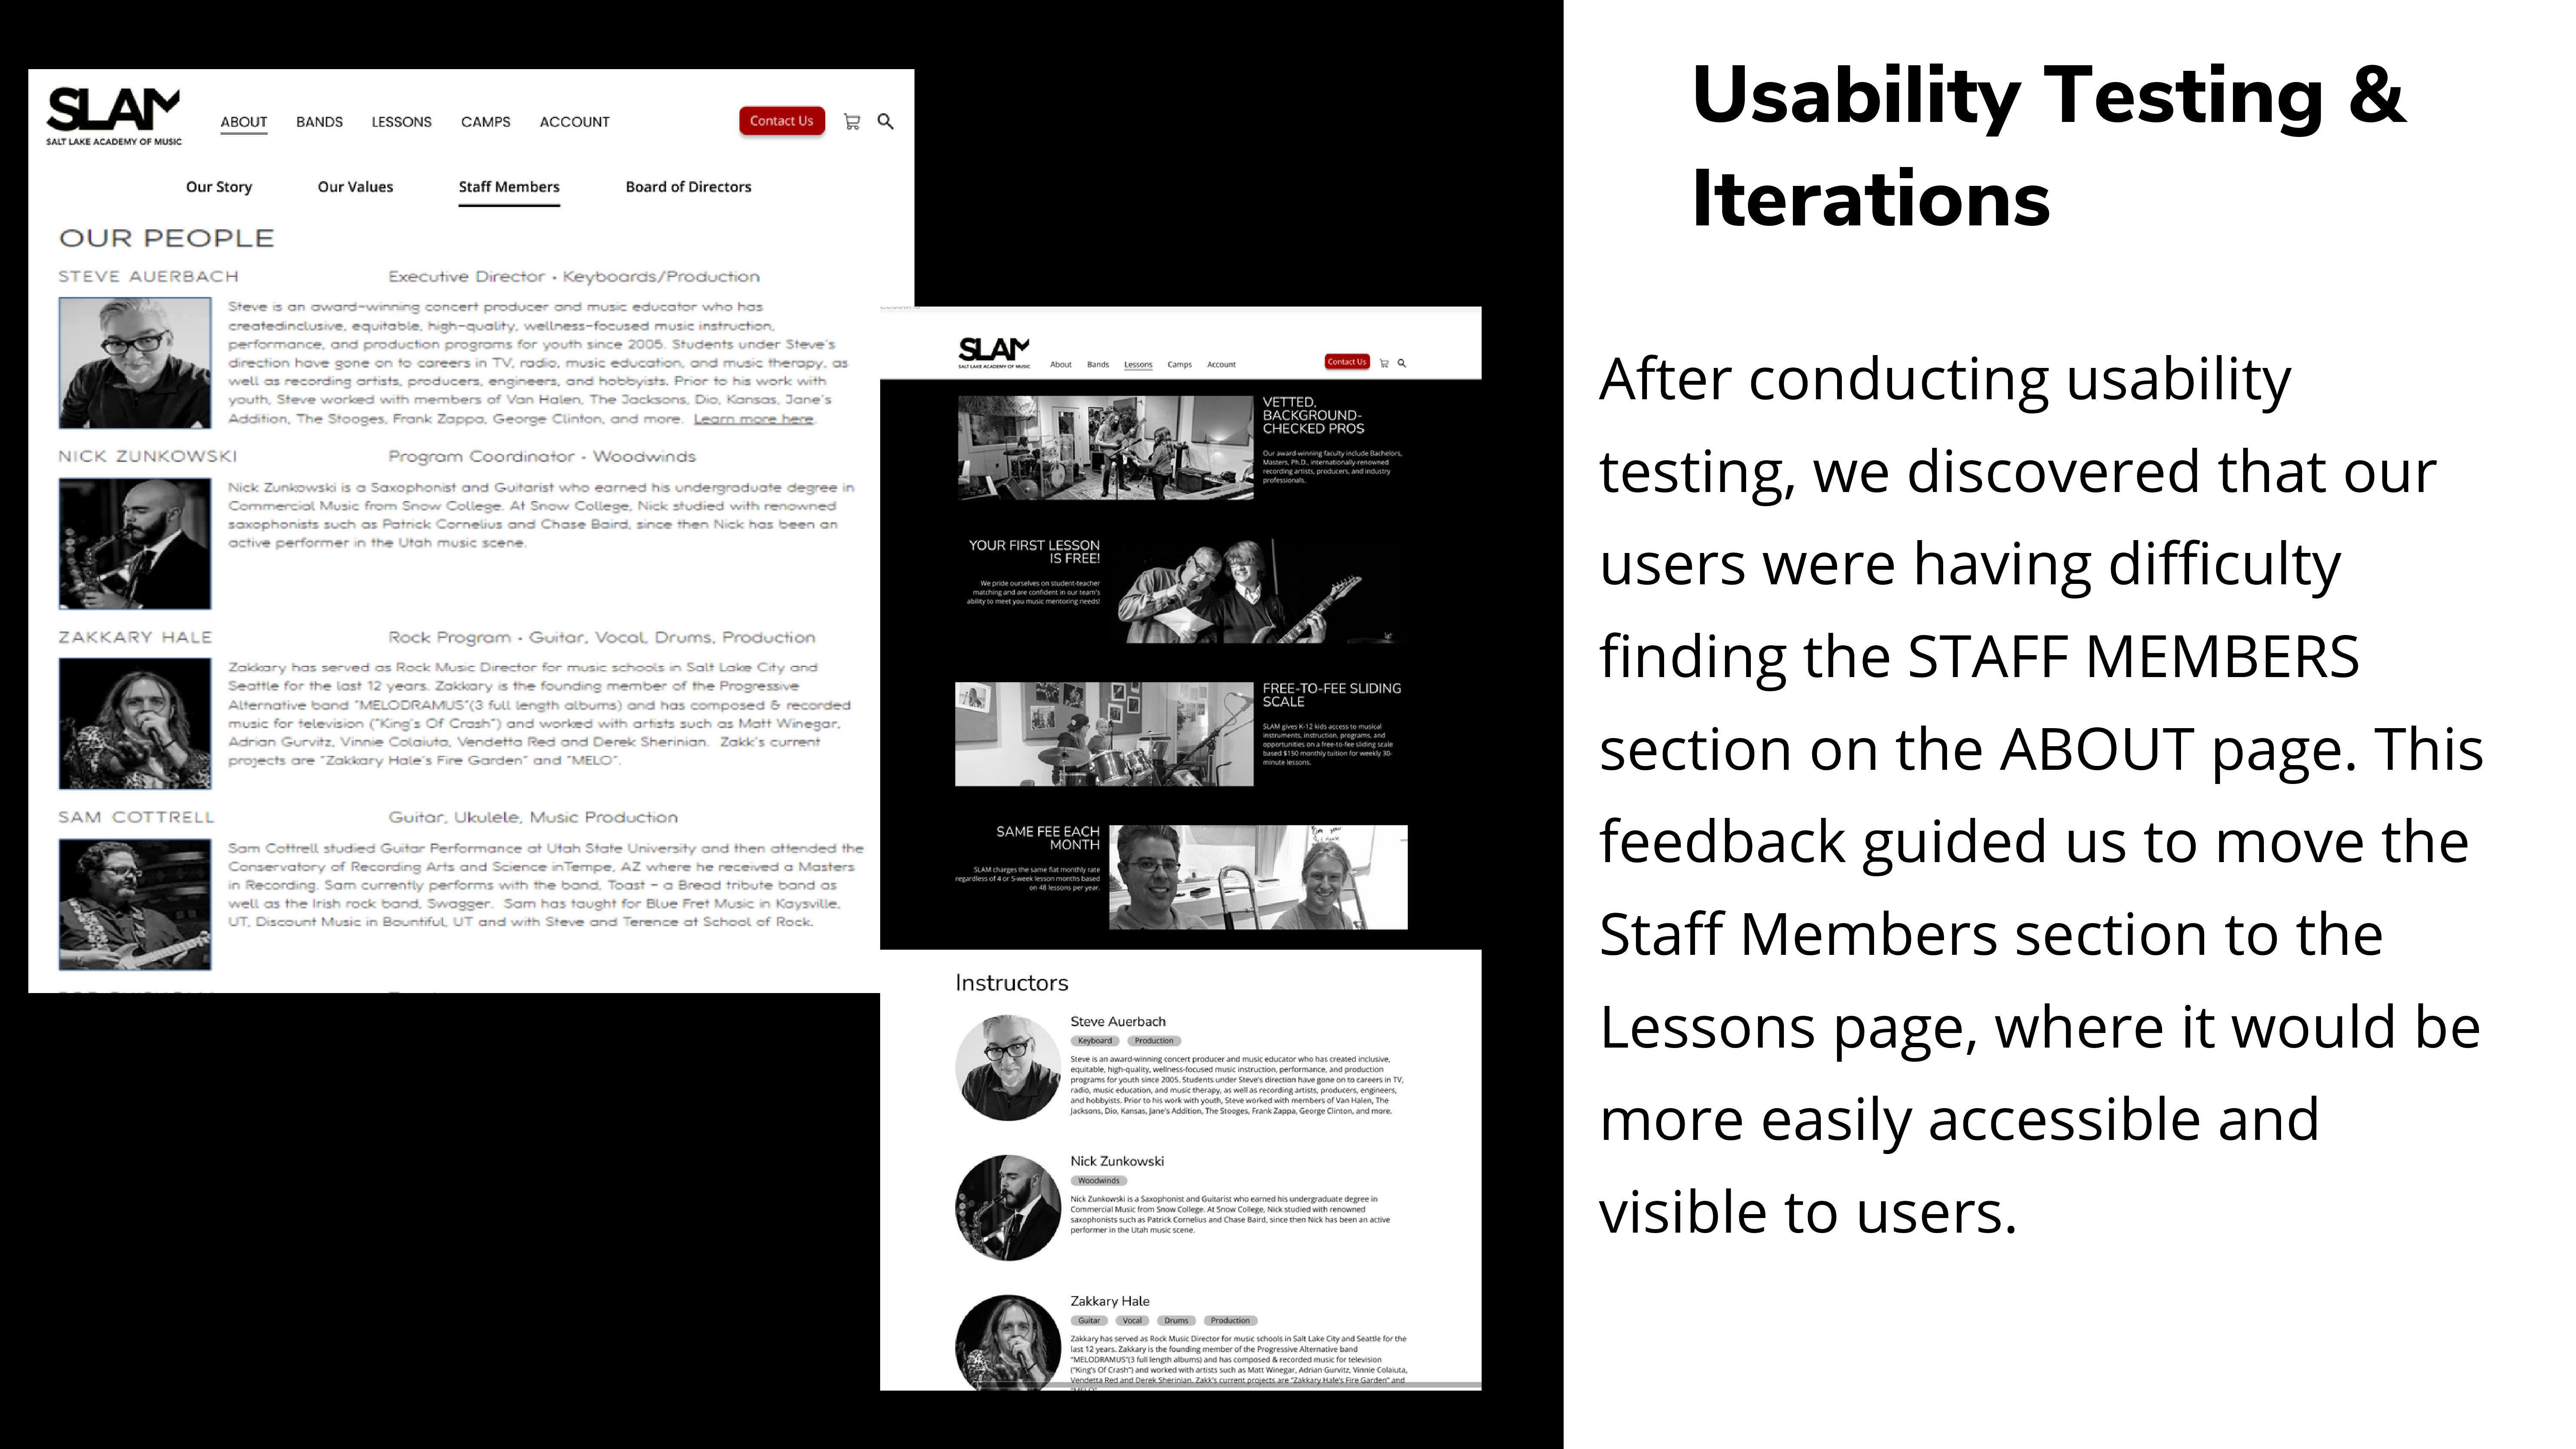 SLAM
SALT LAKE ACADEMY OF MUSIC
ABOUT
BANDS
LESSONS
CAMPS
ACCOUNT
Contact Us
Our Story
Our Values
Staff Members
Board of Directors
OUR PEOPLE
STEVE AUERBACH
Executive Director • Keyboards/Production
Steve is an award-winning concert producer and music educator who has
createdinclusive, equitable, high-quality, wellness-focused music instruction,
performance, and production programs for youth since 2005. Students under Steve's
direction have gone on to careers in TV, radio, music education, and music therapy, as
well as recording artists, producers, engineers, and hobbyists. Prior to his work with
youth, Steve worked with members of Van Halen, The Jacksons, Dio, Kansas, Jane's
Addition, The Stooges, Frank Zappa, George Clinton, and more. Learn more here.
NICK ZUNKOWSKI
Program Coordinator • Woodwinds
Nick Zunkowski is a Saxophonist and Guitarist who earned his undergraduate degree in
Commercial Music from Snow College. At Snow College, Nick studied with renowned
saxophonists such as Patrick Cornelius and Chase Baird, since then Nick has been an
active performer in the Utah music scene.
ZAKKARY HALE
Rock Program • Guitar, Vocal, Drums, Production
Zakkary has served as Rock Music Director for music schools in Salt Lake City and
Seattle for the last 12 years. Zakkary is the founding member of the Progressive
Alternative band "MELODRAMUS"(3 full length albums) and has composed & recorded
music for television ("King's Of Crash") and worked with artists such as Matt Winegar,
Adrian Gurvitz, Vinnie Colaiuta, Vendetta Red and Derek Sherinian. Zakk's current
projects are "Zakkary Hale's Fire Garden" and "MELO".
SAM COTTRELL
Guitar, Ukulele, Music Production
Sam Cottrell studied Guitar Performance at Utah State University and then attended the
Conservatory of Recording Arts and Science inTempe, AZ where he received a Masters
in Recording. Sam currently performs with the band, Toast - a Bread tribute band as
well as the Irish rock band, Swagger. Sam has taught for Blue Fret Music in Kaysville,
UT, Discount Music in Bountiful, UT and with Steve and Terence at School of Rock.
SLAM
SALT LAKE ACADEMY OF MUSIC
About
Bands
Lessons
Camps
Account
Contact Us
VETTED,
BACKGROUND-
CHECKED PROS
Our award-winning faculty include Bachelors,
Masters, Ph.D., internationally-renowned
recording artists, producers, and industry
professionals.
YOUR FIRST LESSON
IS FREE!
We pride ourselves on student-teacher
matching and are confident in our team's
ability to meet you music mentoring needs!
FREE-TO-FEE SLIDING
SCALE
SLAM gives K-12 kids access to musical
instruments, instruction, programs, and
opportunities on a free-to-fee sliding scale
based $150 monthly tuition for weekly 30-
minute lessons.
SAME FEE EACH
MONTH
SLAM charges the same flat monthly rate
regardless of 4 or 5-week lesson months based
on 48 lessons per year.
Instructors
Steve Auerbach
Keyboard
Production
Steve is an award-winning concert producer and music educator who has created inclusive,
equitable, high-quality, wellness-focused music instruction, performance, and production
programs for youth since 2005. Students under Steve's direction have gone on to careers in TV,
radio, music education, and music therapy, as well as recording artists, producers, engineers,
and hobbyists. Prior to his work with youth, Steve worked with members of Van Halen, The
Jacksons, Dio, Kansas, Jane's Addition, The Stooges, Frank Zappa, George Clinton, and more.
Nick Zunkowski
Woodwinds
Nick Zunkowski is a Saxophonist and Guitarist who earned his undergraduate degree in
Commercial Music from Snow College. At Snow College, Nick studied with renowned
saxophonists such as Patrick Cornelius and Chase Baird, since then Nick has been an active
performer in the Utah music scene.
Zakkary Hale
Guitar
Vocal
Drums
Production
Zakkary has served as Rock Music Director for music schools in Salt Lake City and Seattle for the
last 12 years. Zakkary is the founding member of the Progressive Alternative band
"MELODRAMUS"(3 full length albums) and has composed & recorded music for television
("King's Of Crash") and worked with artists such as Matt Winegar, Adrian Gurvitz, Vinnie Colaiuta,
Vendetta Red and Derek Sherinian. Zakk's current projects are "Zakkary Hale's Fire Garden" and
Usability Testing &
Iterations
After conducting usability
testing, we discovered that our
users were having difficulty
finding the STAFF MEMBERS
section on the ABOUT page. This
feedback guided us to move the
Staff Members section to the
Lessons page, where it would be
more easily accessible and
visible to users.